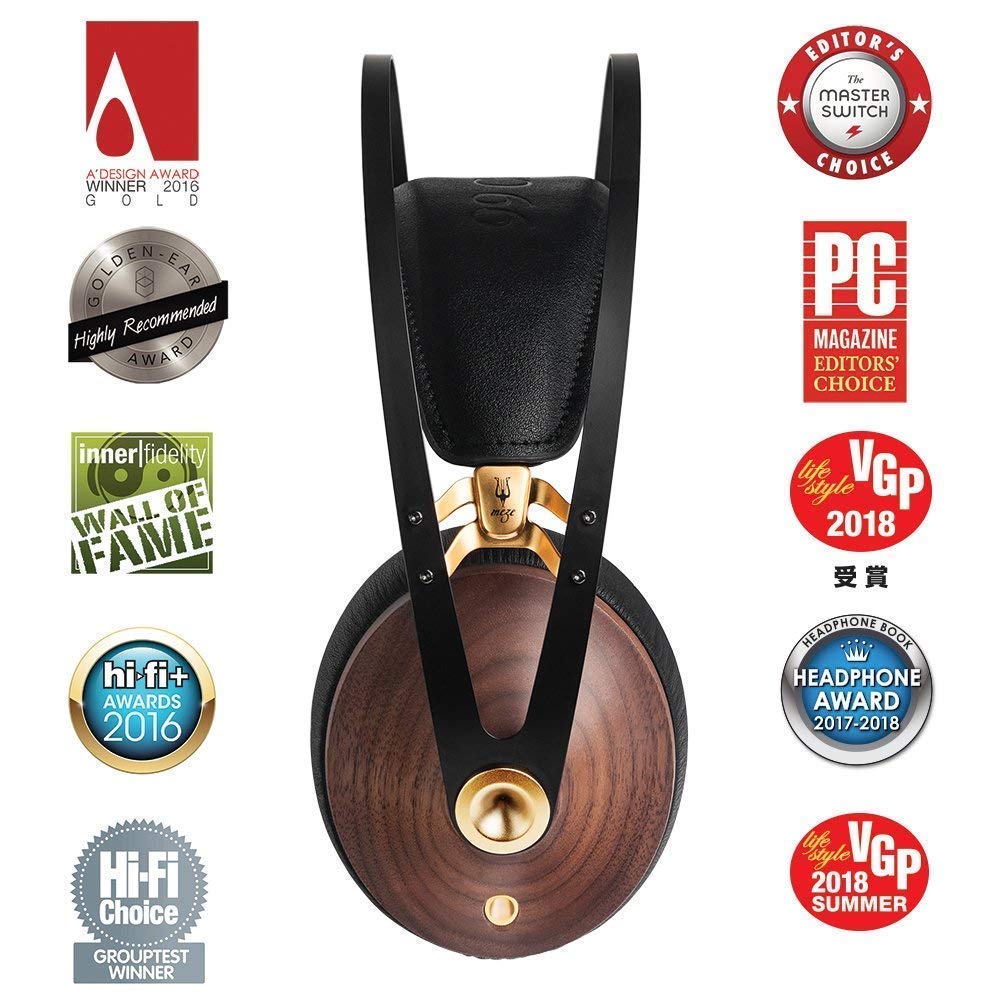 A'DESIGN AWARD
WINNER 2016
GOLD
GOLDEN-EAR
Highly Recommended
AWARD
inner|fidelity
WALL OF
FAME
hi-fi+
AWARDS
2016
Hi-Fi
Choice
GROUPTEST
WINNER
99
meze
EDITOR'S
The
MASTER
SWITCH
CHOICE
PC
MAGAZINE
EDITORS'
CHOICE
life
style
VGP
2018
受賞
HEADPHONE BOOK
HEADPHONE
AWARD
2017-2018
life
style
VGP
2018
SUMMER